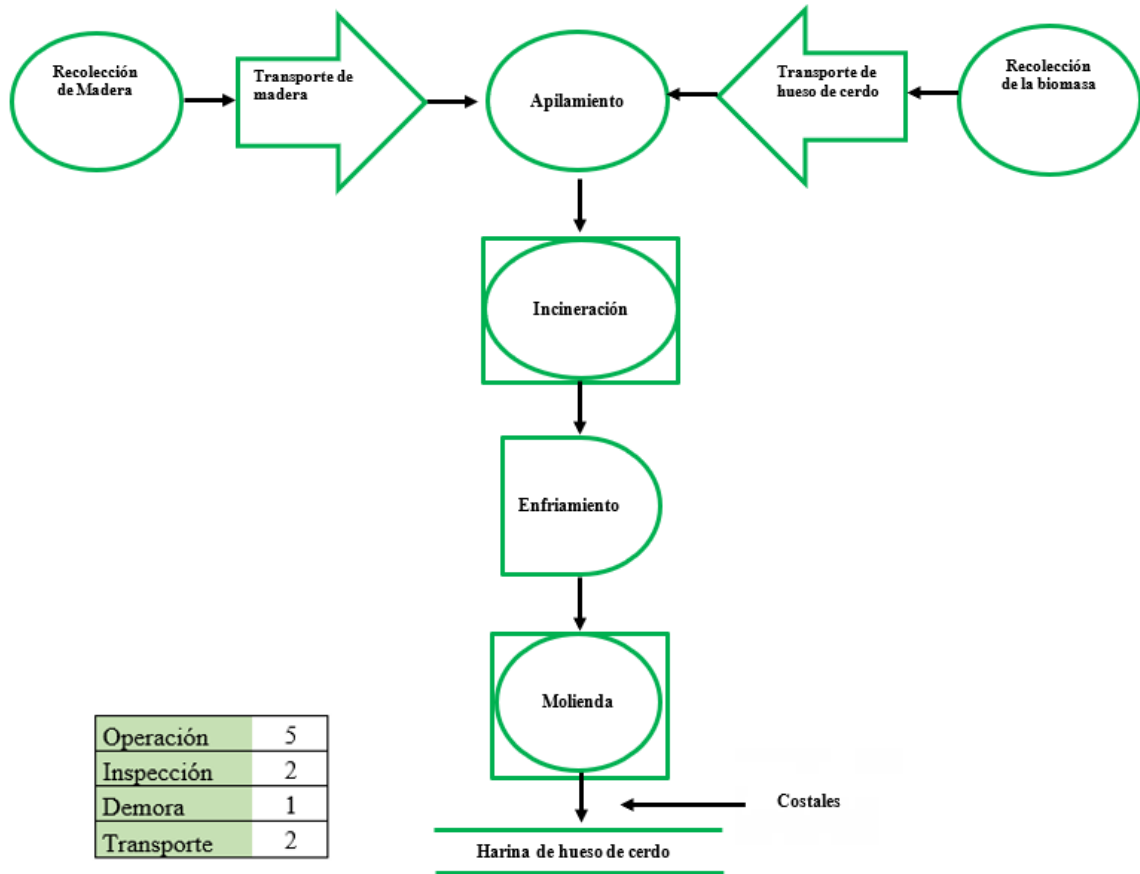 Recolección
de Madera
Transporte de
madera
Apilamiento
Transporte de
hueso de cerdo
Recolección
de la biomasa
Incineración
Enfriamiento
Molienda
Costales
Harina de hueso de cerdo
Operación 5
Inspección 2
Demora 1
Transporte 2